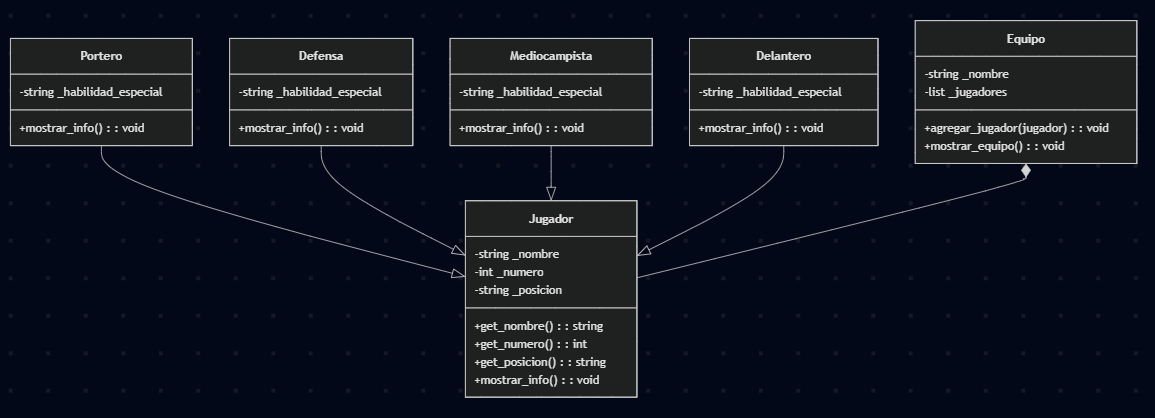 Portero
-string _habilidad_especial
+mostrar_info() : : void
Defensa
-string _habilidad_especial
+mostrar_info() : : void
Mediocampista
-string _habilidad_especial
+mostrar_info() : : void
Delantero
-string _habilidad_especial
+mostrar_info() : : void
Equipo
-string _nombre
-list _jugadores
+agregar_jugador(jugador) : : void
+mostrar_equipo() : : void
Jugador
-string _nombre
-int _numero
-string _posicion
+get_nombre() : : string
+get_numero() : : int
+get_posicion() : : string
+mostrar_info() : : void